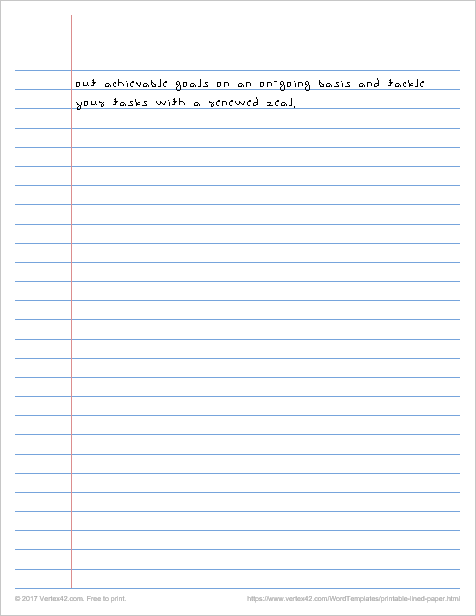 out achievable goals on an on-going basis and tackle
your tasks with a renewed zeal.
© 2017 Vertex42.com. Free to print.
https://www.vertex42.com/WordTemplates/printable-lined-paper.html